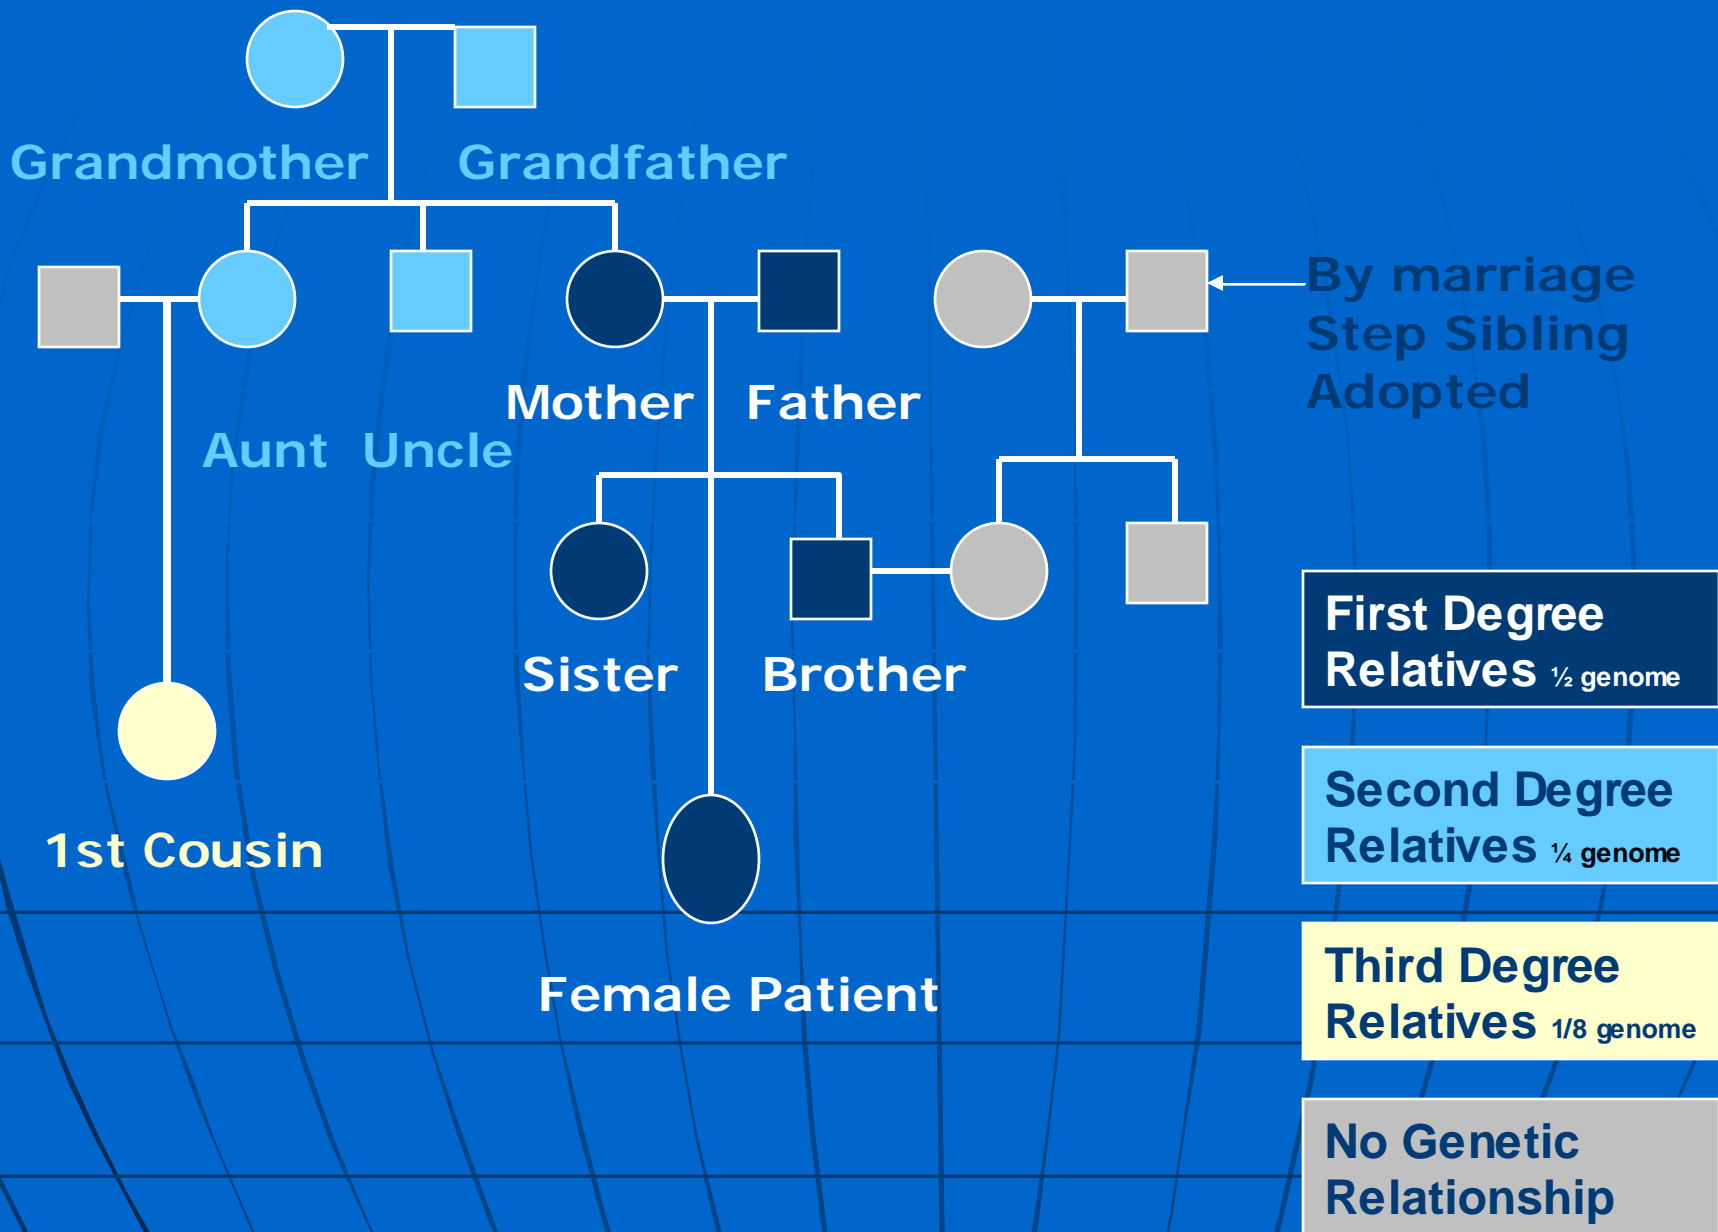 Grandmother Grandfather
By marriage
Step Sibling
Adopted
Mother Father
Aunt Uncle
Sister Brother
First Degree
Relatives ½ genome
Second Degree
Relatives ¼ genome
1st Cousin
Female Patient
Third Degree
Relatives 1/8 genome
No Genetic
Relationship